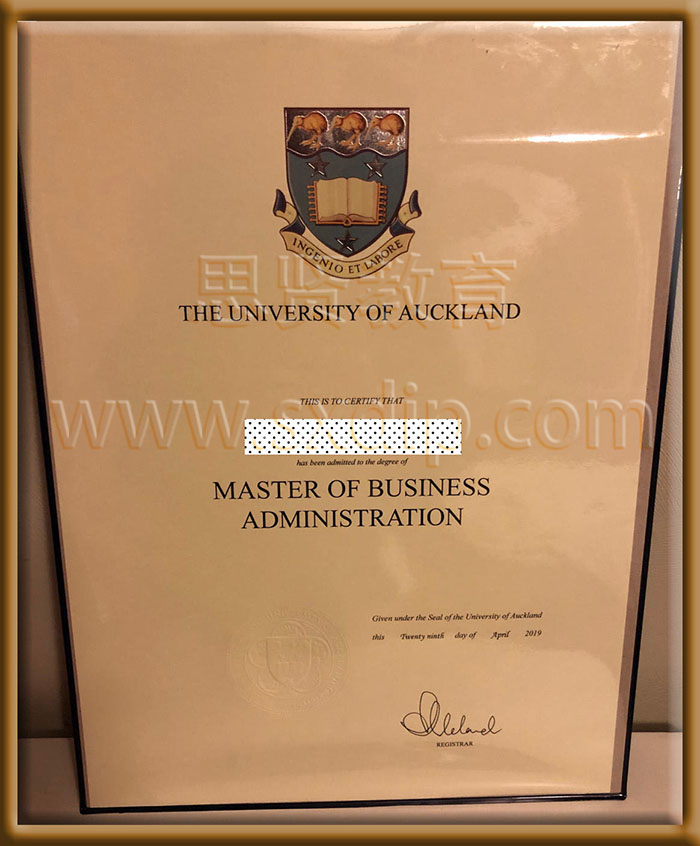 INGENIO ET LABORE
思贤教育
THE UNIVERSITY OF AUCKLAND
THIS IS TO CERTIFY THAT
www.sxdip.com
has been admitted to the degree of
MASTER OF BUSINESS
ADMINISTRATION
Given under the Seal of the University of Auckland
this Twenty ninth day of April 2019
REGISTRAR